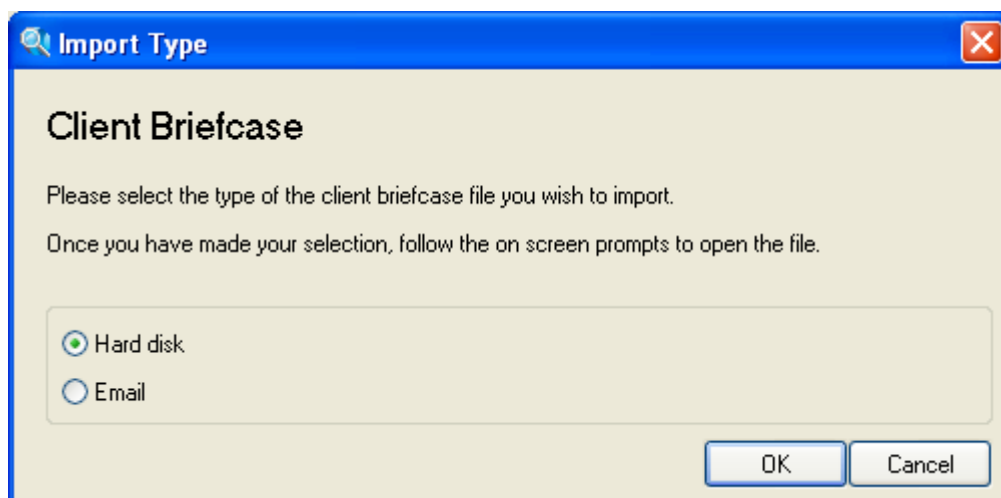 Import Type
Client Briefcase
Please select the type of the client briefcase file you wish to import.
Once you have made your selection, follow the on screen prompts to open the file.
Hard disk
Email
OK
Cancel